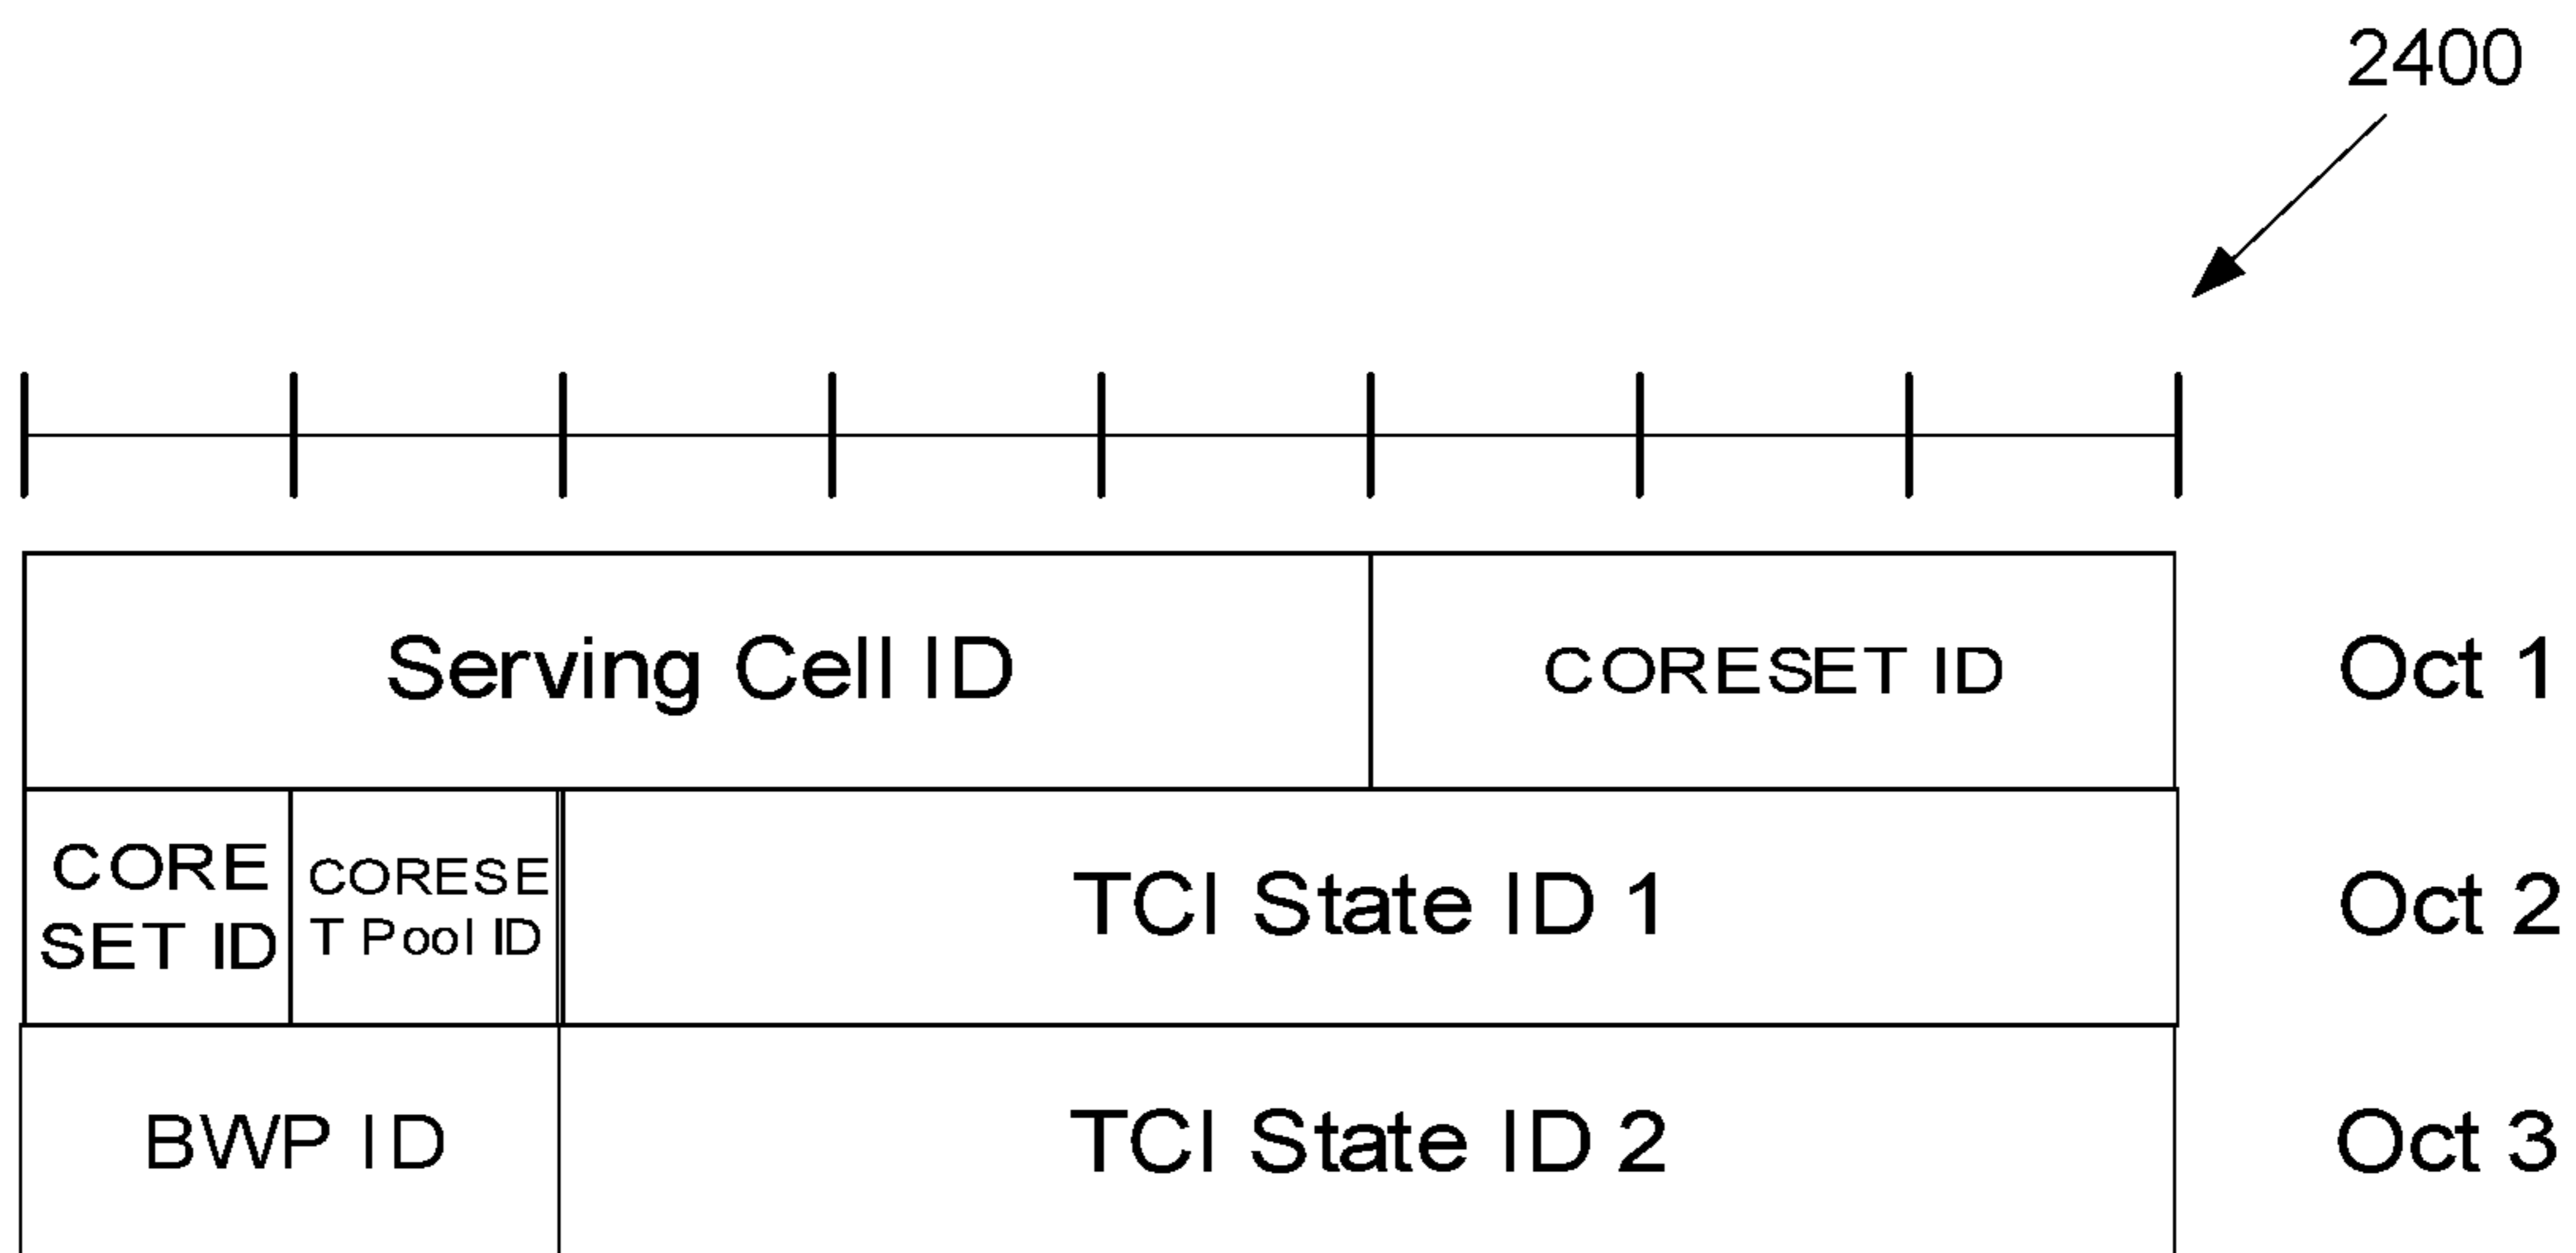 2400
Serving Cell ID CORESET ID Oct 1
CORE
SET ID
CORESE
T Pool ID
TCI State ID 1 Oct 2
BWP ID TCI State ID 2 Oct 3